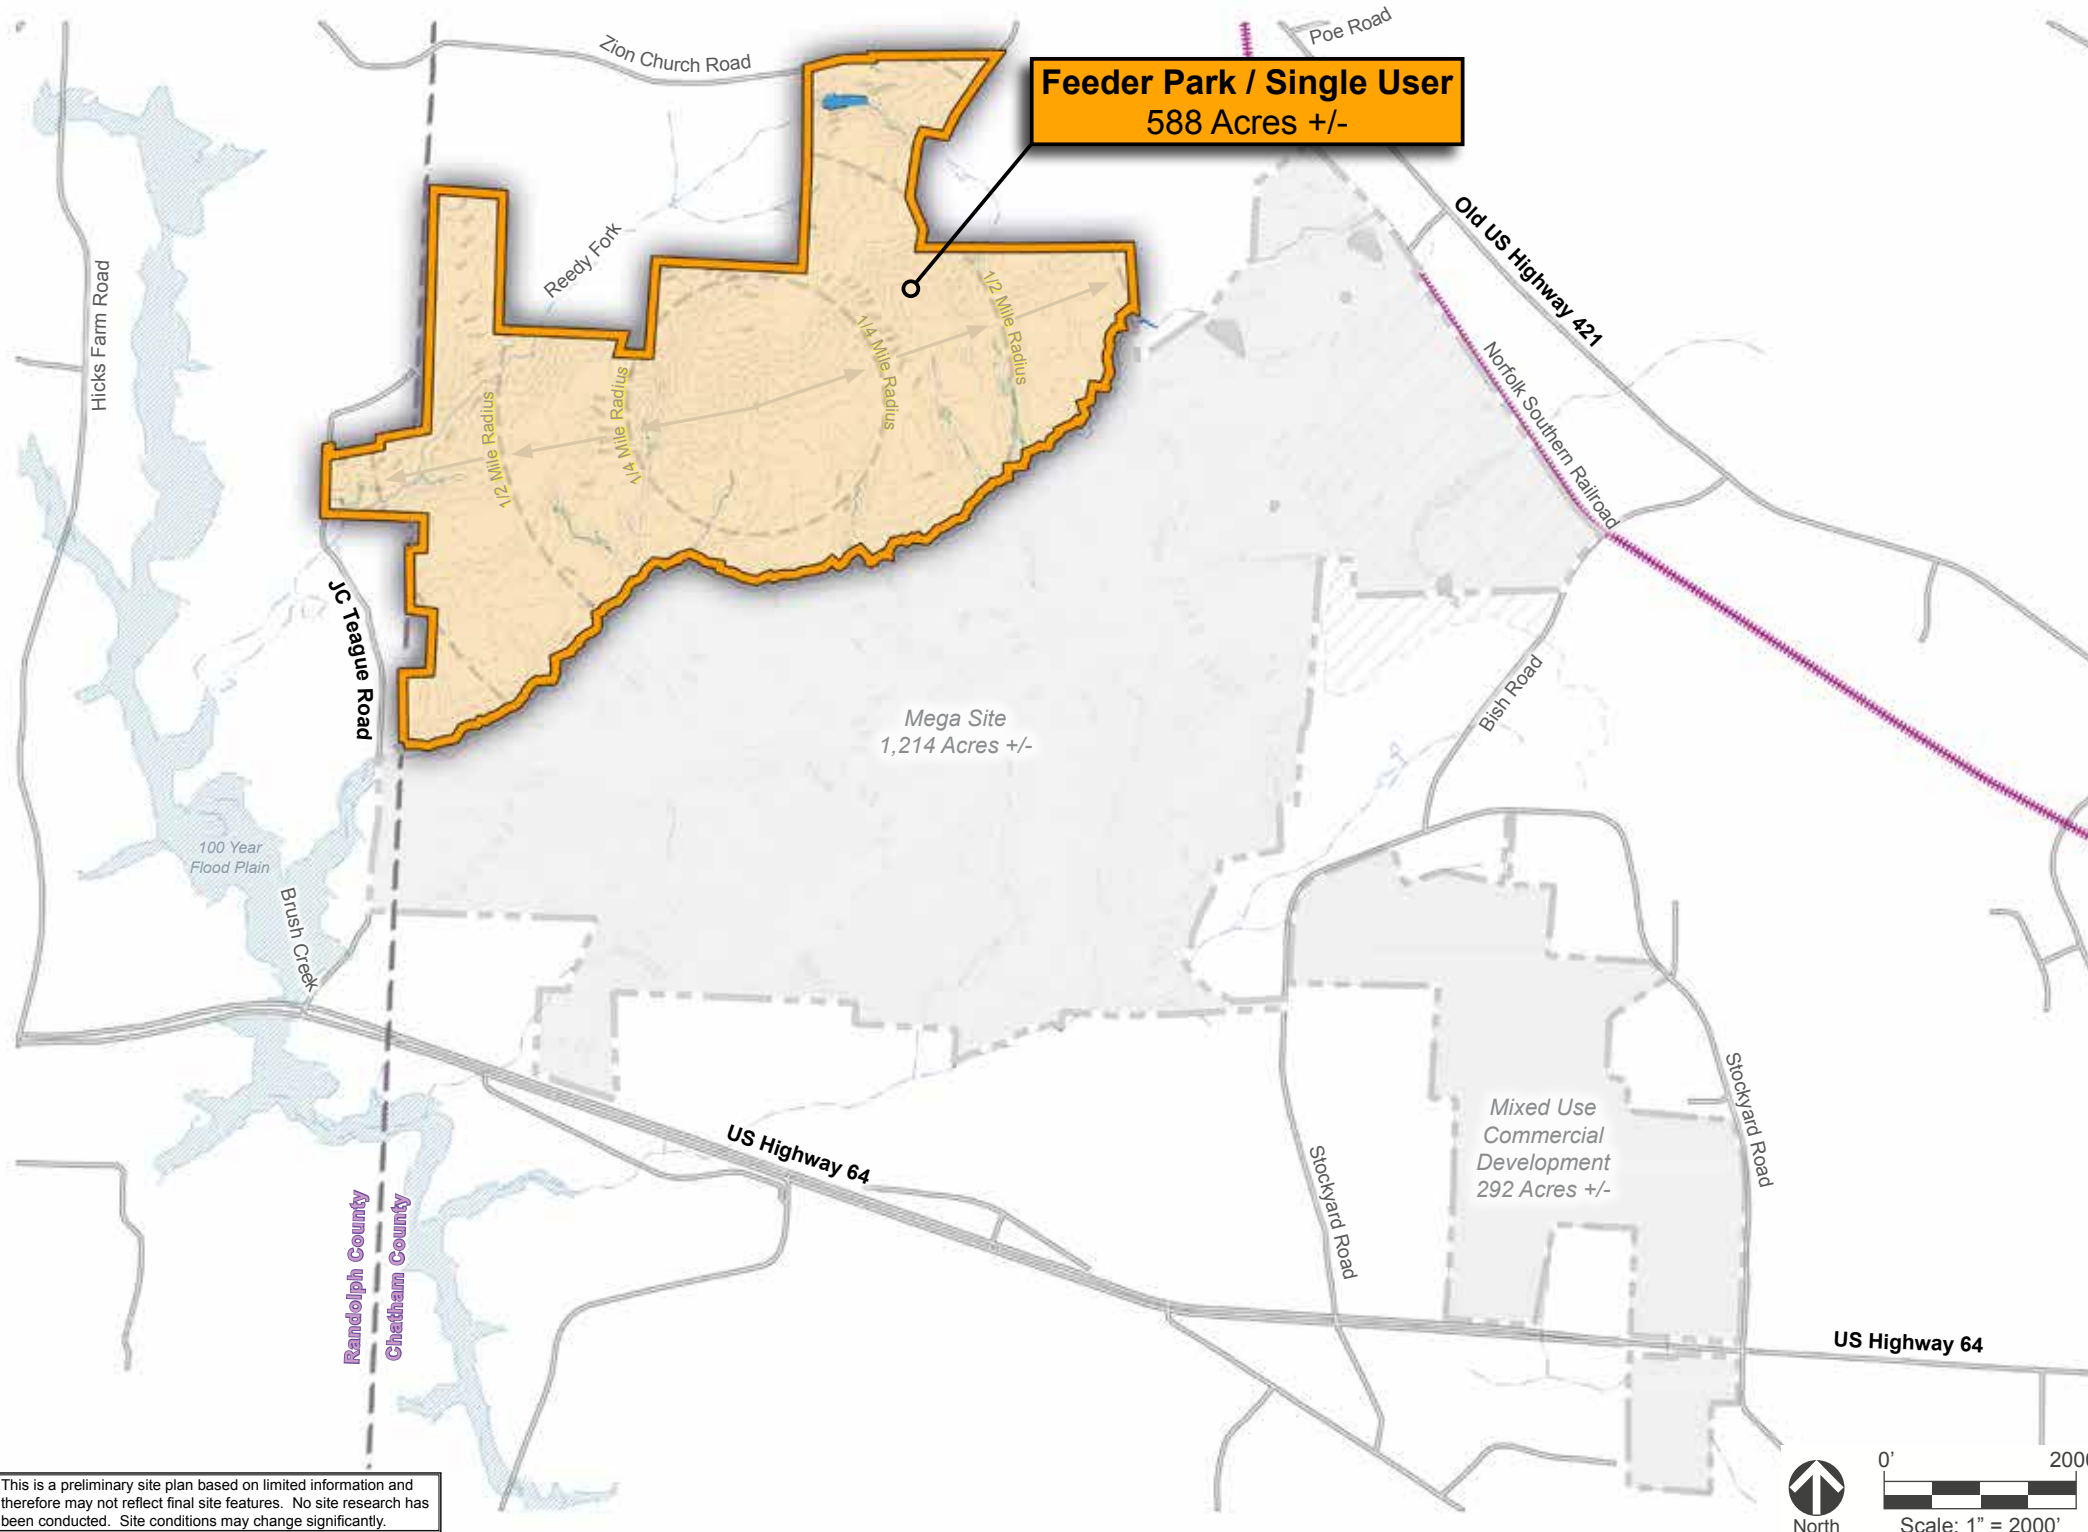 Poe Road
Zion Church Road
Feeder Park / Single User
588 Acres +/-
Old US Highway 421
Reedy Fork
Hicks Farm Road
1/2 Mile Radius
1/4 Mile Radius
Norfolk Southern Railroad
1/4 Mile Radius
1/2 Mile Radius
JC Teague Road
Bish Road
Mega Site
1,214 Acres +/-
100 Year
Flood Plain
Brush Creek
Stockyard Road
Mixed Use
Commercial
Development
292 Acres +/-
US Highway 64
Stockyard Road
Randolph County
Chatham County
US Highway 64
This is a preliminary site plan based on limited information and
therefore may not reflect final site features. No site research has
been conducted. Site conditions may change significantly.
North
0'
Scale: 1" = 2000'